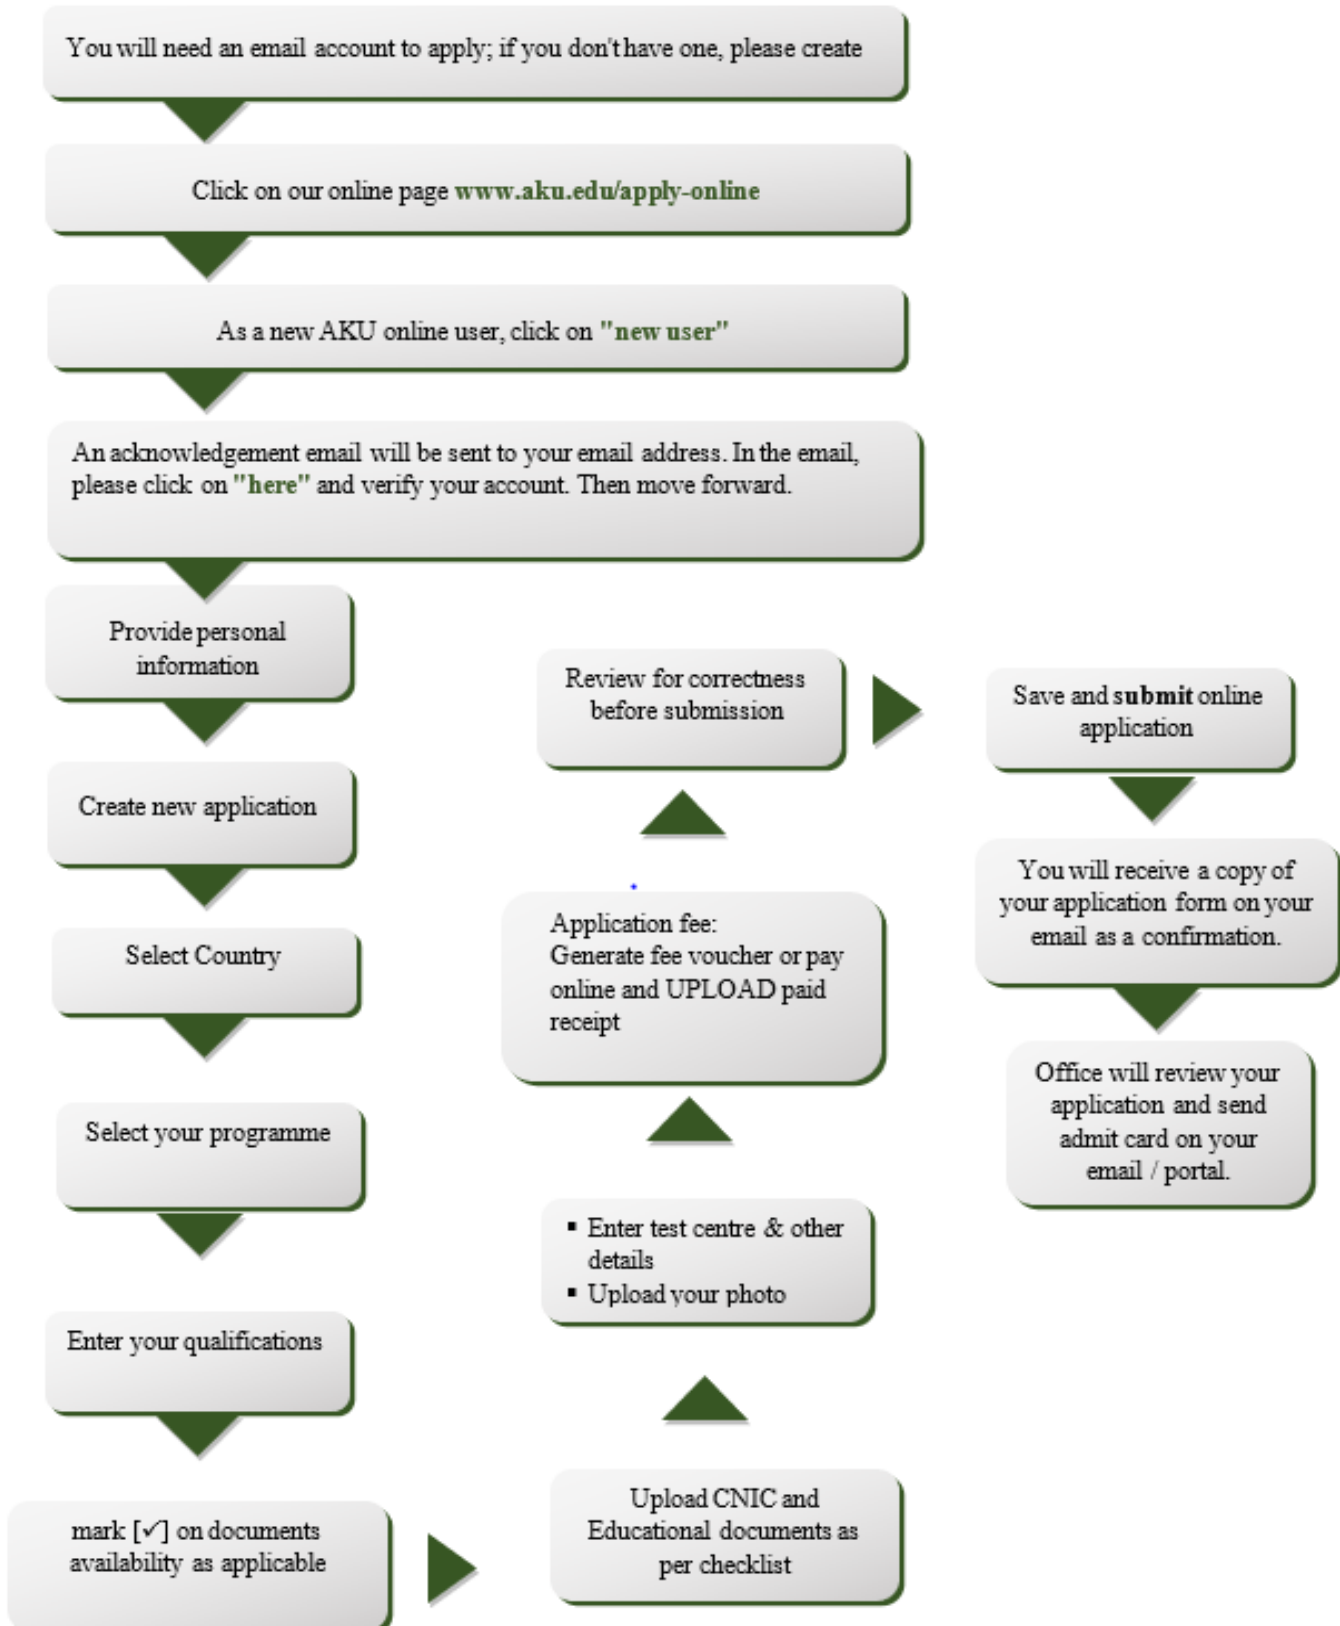 You will need an email account to apply; if you don't have one, please create
Click on our online page www.aku.edu/apply-online
As a new AKU online user, click on "new user"
An acknowledgement email will be sent to your email address. In the email,
please click on "here" and verify your account. Then move forward.
Provide personal
information
Create new application
Select Country
Select your programme
Enter your qualifications
mark [✓] on documents
availability as applicable
Upload CNIC and
Educational documents as
per checklist
▪ Enter test centre & other
details
▪ Upload your photo
Application fee:
Generate fee voucher or pay
online and UPLOAD paid
receipt
Review for correctness
before submission
Save and submit online
application
You will receive a copy of
your application form on your
email as a confirmation.
Office will review your
application and send
admit card on your
email / portal.